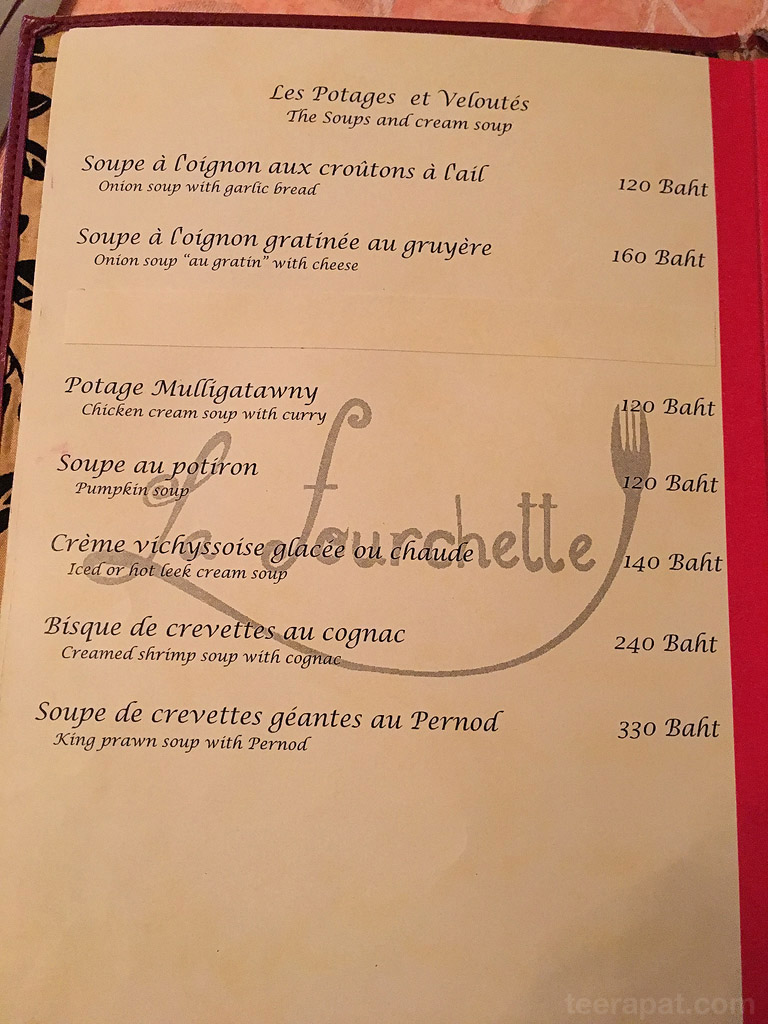 Les Potages et Veloutés
The Soups and cream soup
Soupe à l'oignon aux croûtons à l'ail 120 Baht
Onion soup with garlic bread
Soupe à l'oignon gratinée au gruyère 160 Baht
Onion soup "au gratin" with cheese
Potage Mulligatawny 120 Baht
Chicken cream soup with curry
Soupe au potiron 120 Baht
Pumpkin soup
La fourchette
Crème vichyssoise glacée ou chaude 140 Baht
Iced or hot leek cream soup
Bisque de crevettes au cognac 240 Baht
Creamed shrimp soup with cognac
Soupe de crevettes géantes au Pernod 330 Baht
King prawn soup with Pernod
teerapat.com